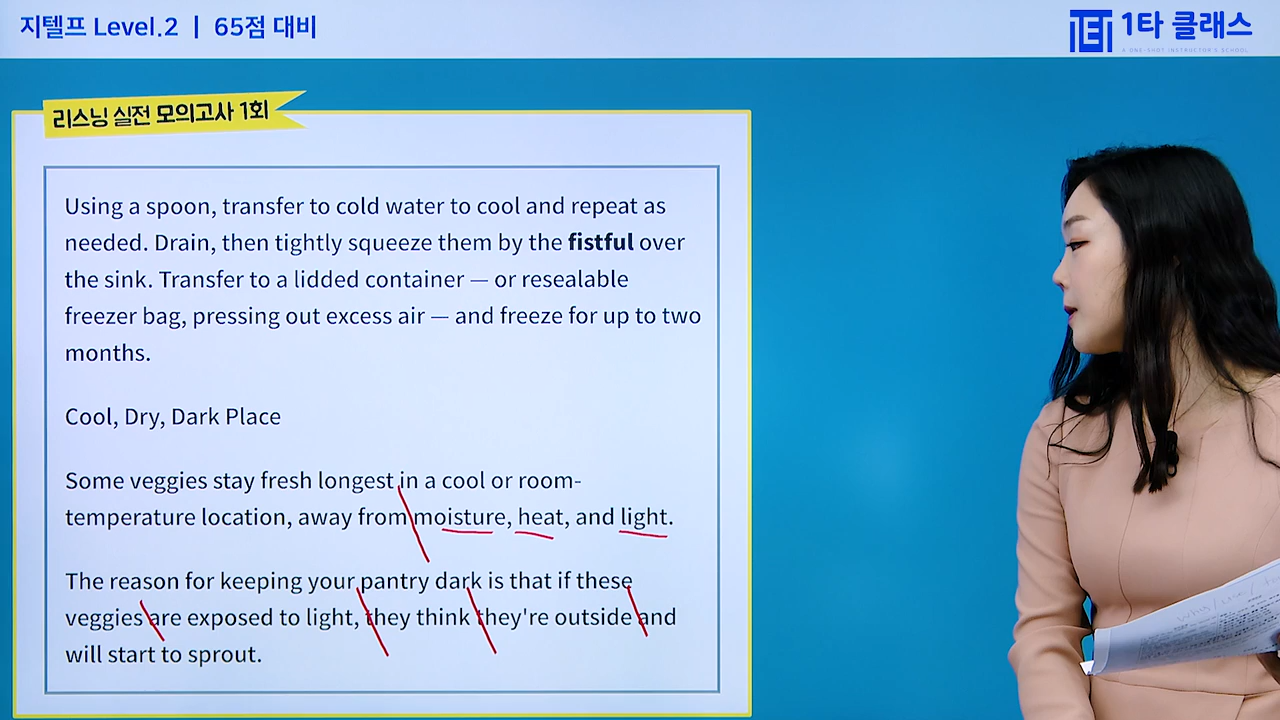 지텔프 Level.2 | 65점 대비
1타 클래스
A ONE-SHOT INSTRUCTOR'S SCHOOL
리스닝 실전 모의고사 1회
Using a spoon, transfer to cold water to cool and repeat as
needed. Drain, then tightly squeeze them by the fistful over
the sink. Transfer to a lidded container — or resealable
freezer bag, pressing out excess air — and freeze for up to two
months.
Cool, Dry, Dark Place
Some veggies stay fresh longest in a cool or room-
temperature location, away from moisture, heat, and light.
The reason for keeping your pantry dark is that if these
veggies are exposed to light, they think they're outside and
will start to sprout.